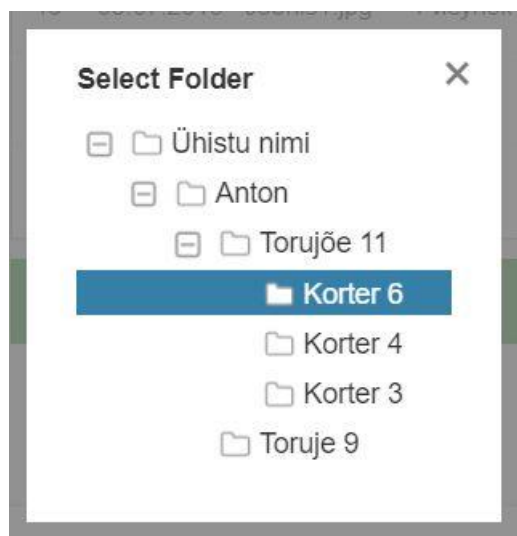 Select Folder
Ühistu nimi
Anton
Torujõe 11
Korter 6
Korter 4
Korter 3
Toruje 9